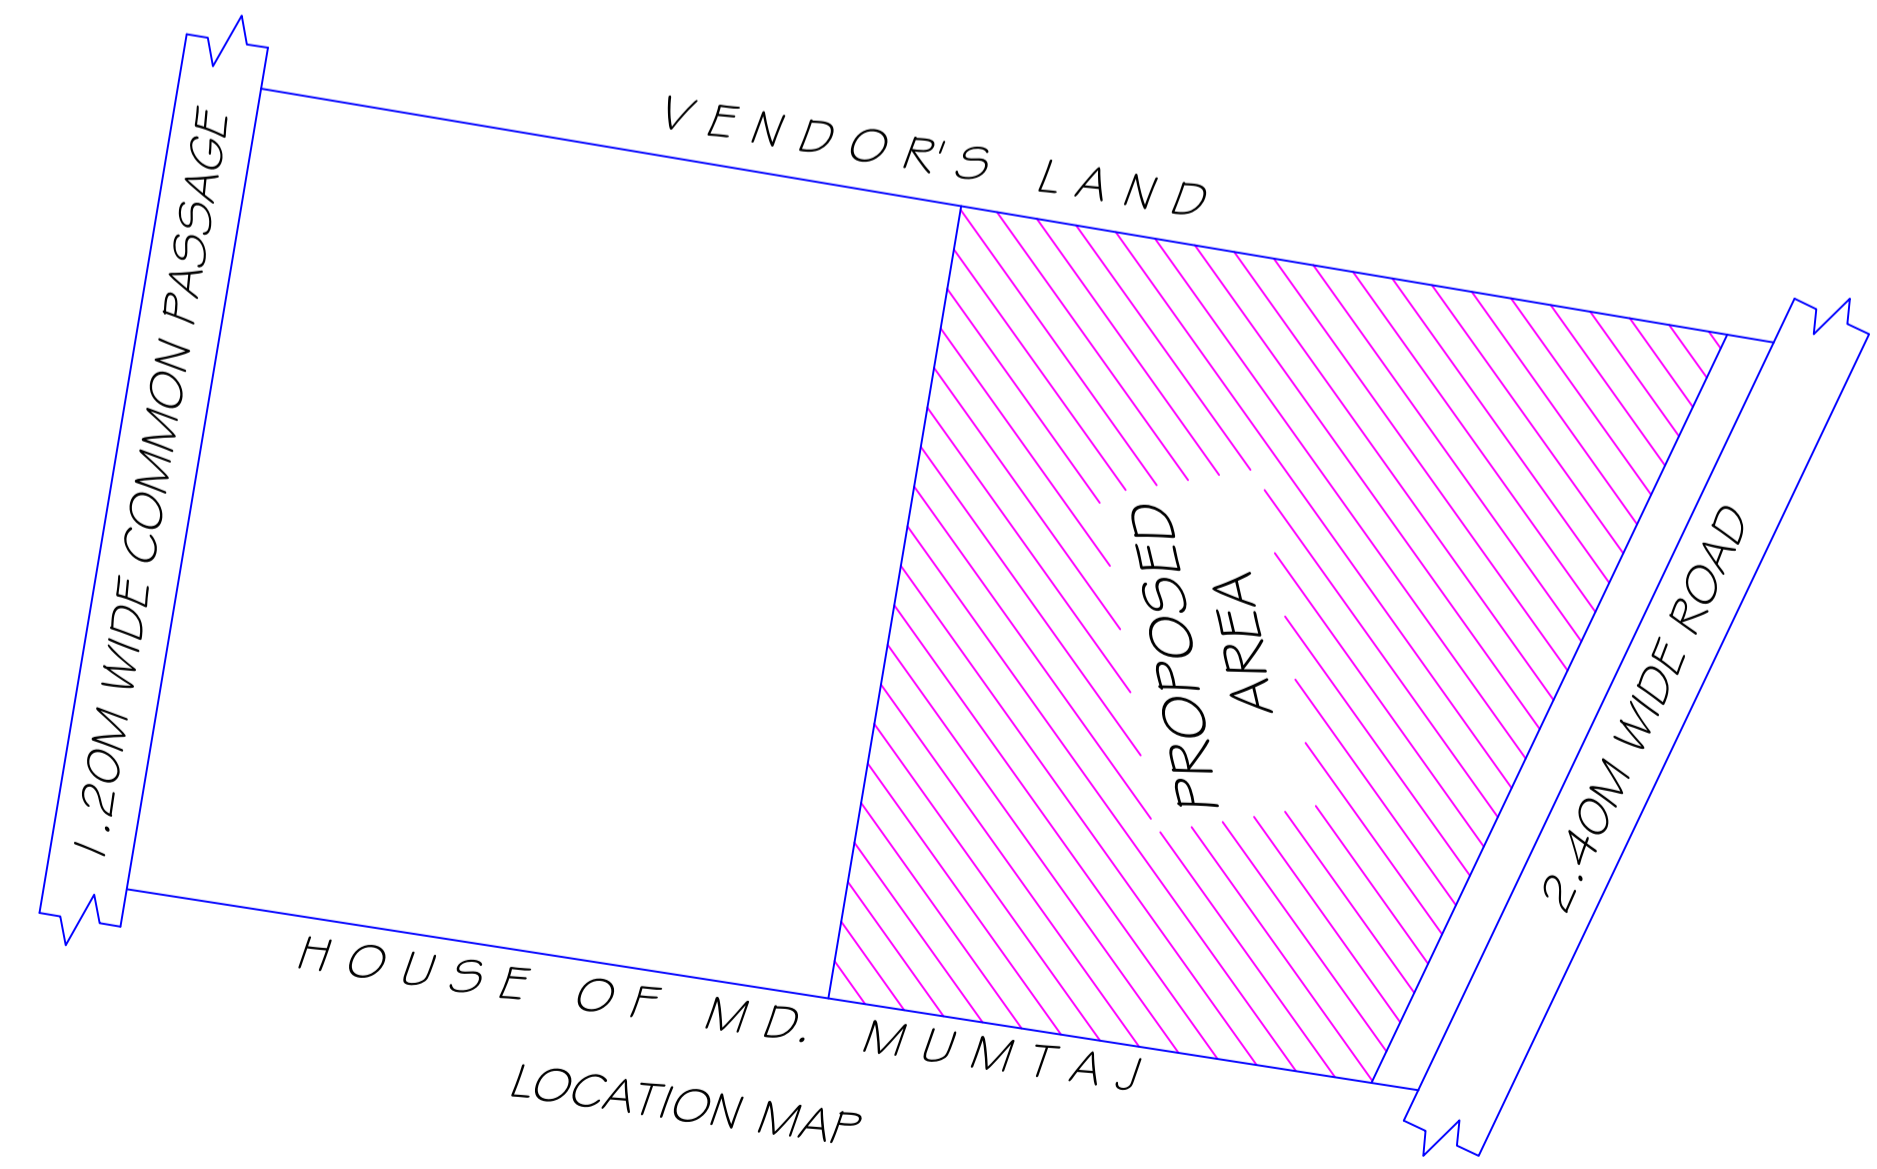 VENDOR'S LAND
1.20M WIDE COMMON PASSAGE
PROPOSED
AREA
2.40M WIDE ROAD
HOUSE OF MD. MUMTAJ
LOCATION MAP